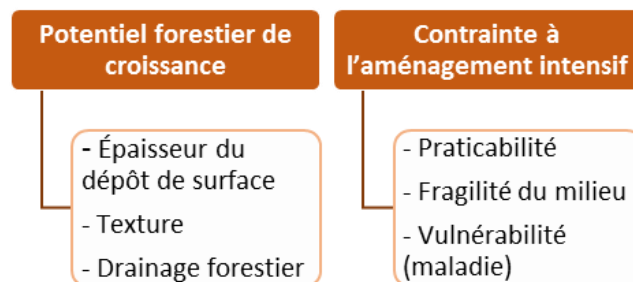 Potentiel forestier de
croissance
- Épaisseur du
dépôt de surface
- Texture
- Drainage forestier
Contrainte à
l’aménagement intensif
- Praticabilité
- Fragilité du milieu
- Vulnérabilité
(maladie)